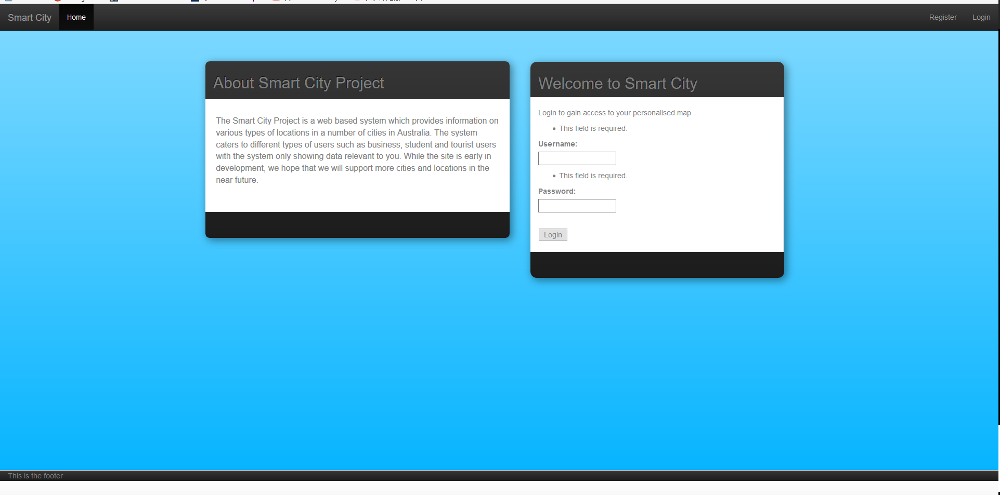 Smart City Home Register Login
About Smart City Project
The Smart City Project is a web based system which provides information on
various types of locations in a number of cities in Australia. The system
caters to different types of users such as business, student and tourist users
with the system only showing data relevant to you. While the site is early in
development, we hope that we will support more cities and locations in the
near future.
Welcome to Smart City
Login to gain access to your personalised map
• This field is required.
Username:
• This field is required.
Password:
Login
This is the footer